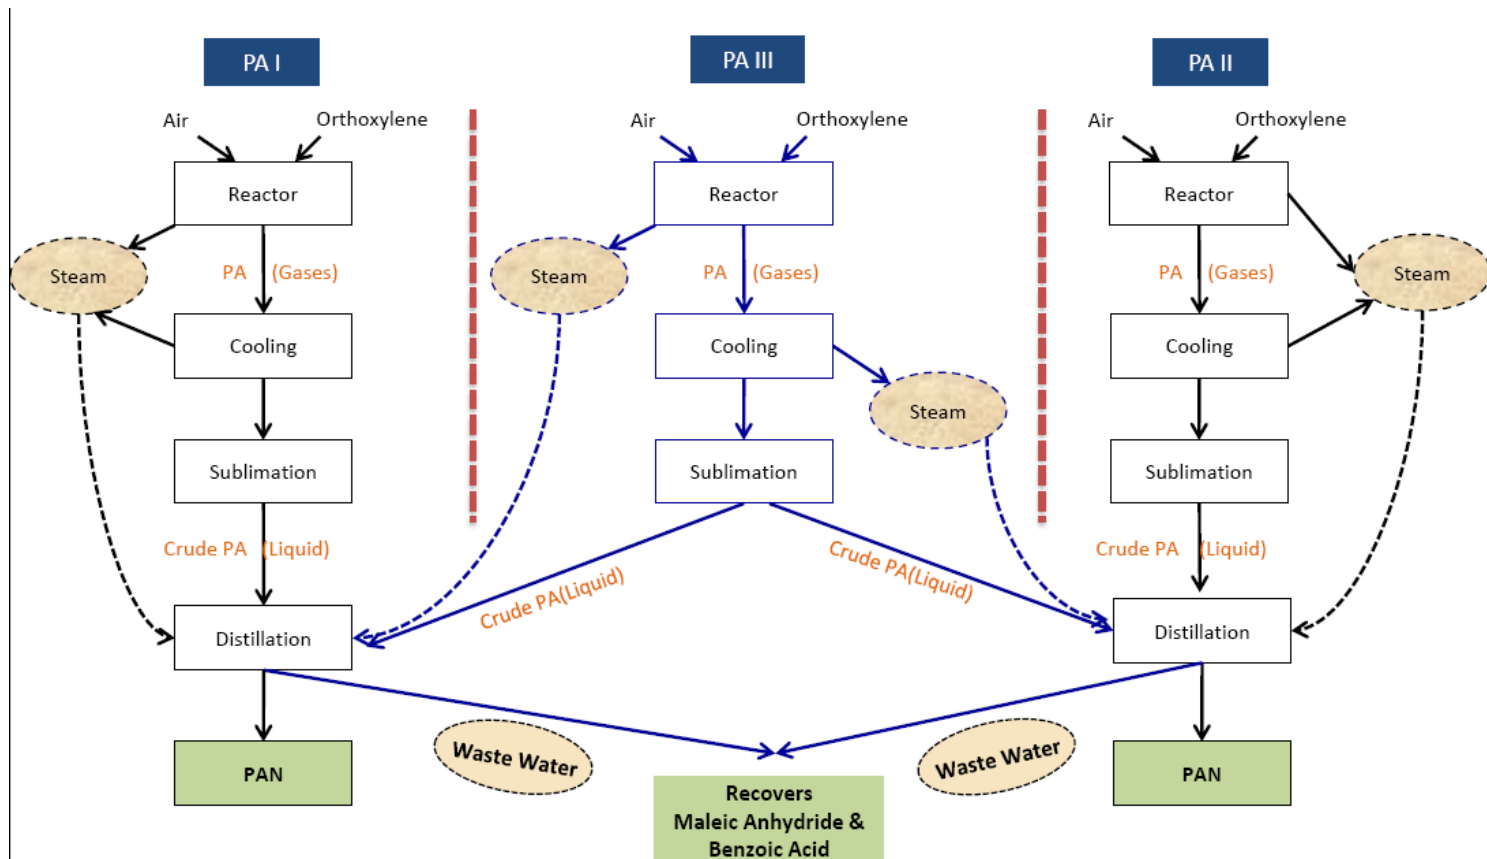 PA I
PA III
PA II
Air
Orthoxylene
Air
Orthoxylene
Air
Orthoxylene
Reactor
Reactor
Reactor
Steam
PA (Gases)
Steam
PA (Gases)
PA (Gases)
Steam
Cooling
Cooling
Cooling
Steam
Sublimation
Sublimation
Sublimation
Crude PA (Liquid)
Crude PA(Liquid)
Crude PA(Liquid)
Crude PA (Liquid)
Distillation
Distillation
Waste Water
Waste Water
PAN
PAN
Recovers
Maleic Anhydride &
Benzoic Acid